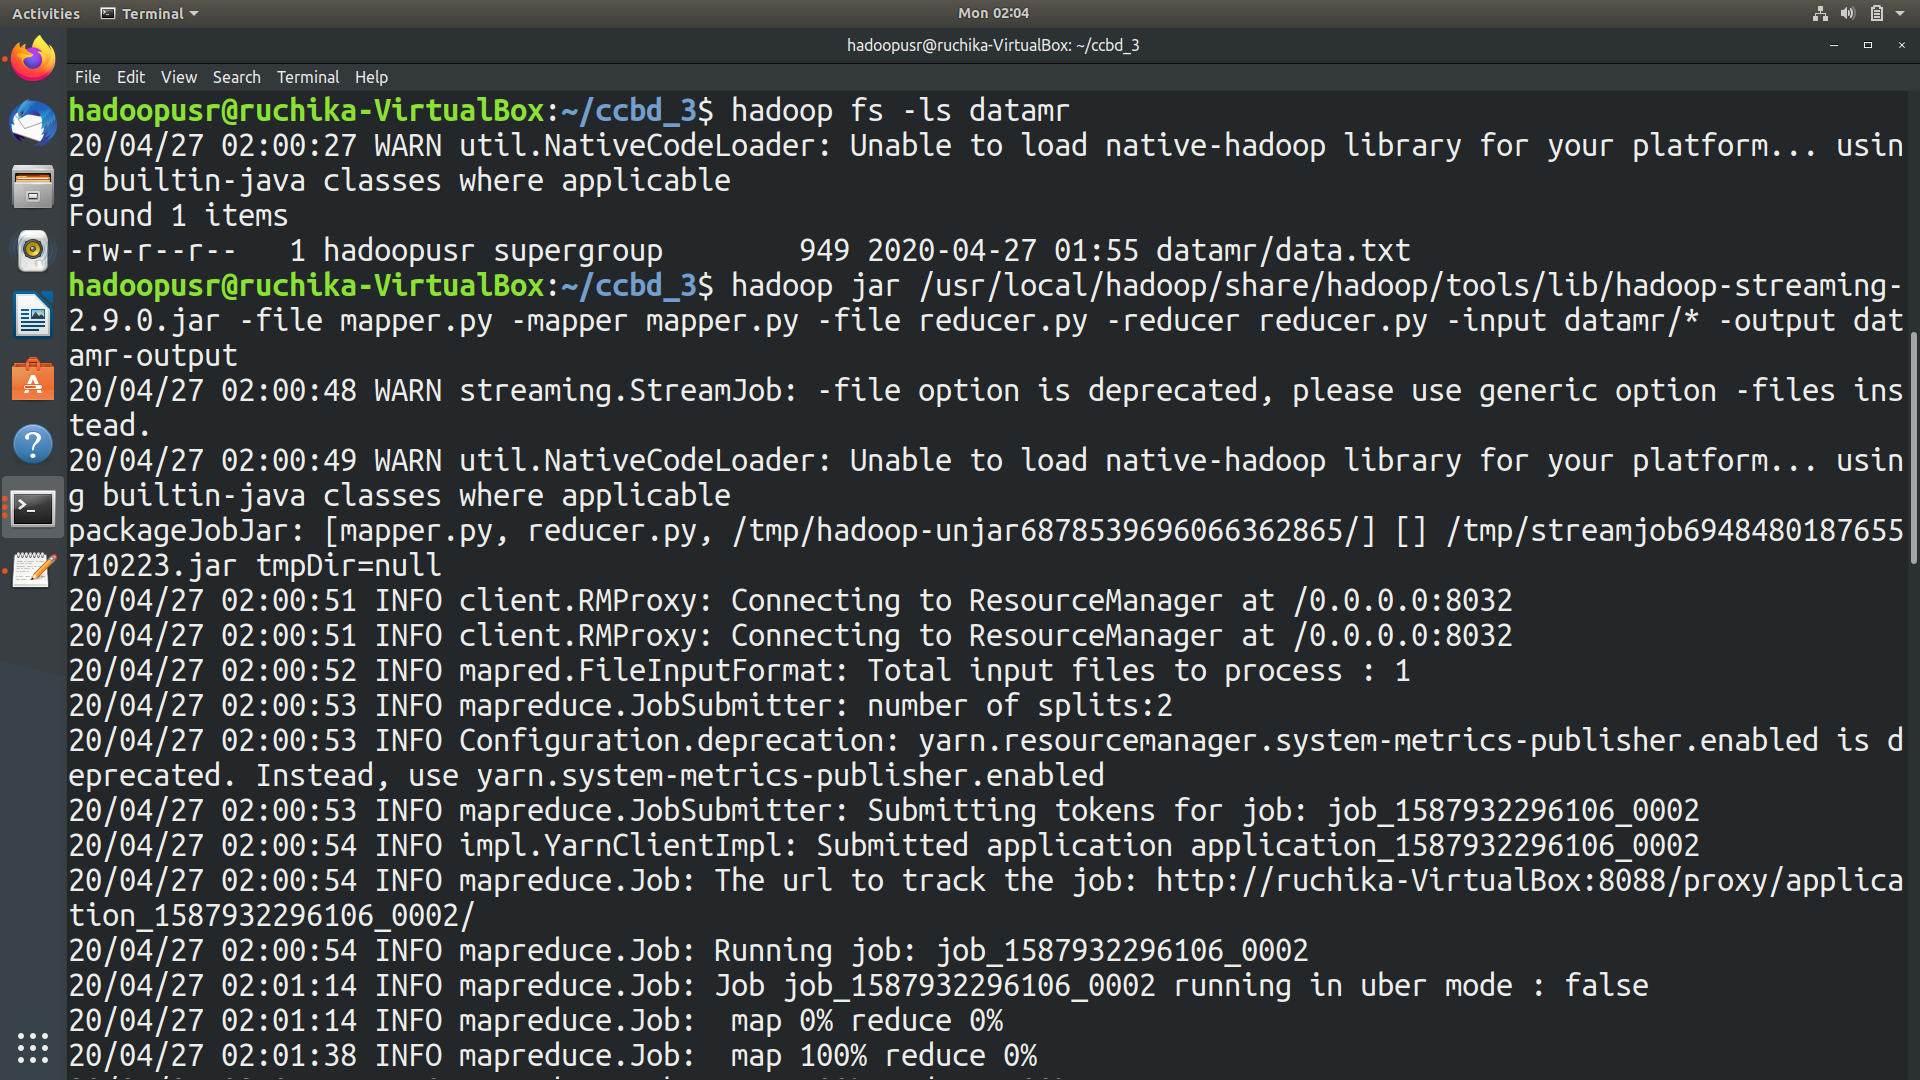 Activities Terminal Mon 02:04
hadoopusr@ruchika-VirtualBox: ~/ccbd_3
File Edit View Search Terminal Help
hadoopusr@ruchika-VirtualBox:~/ccbd_3$ hadoop fs -ls datamr
20/04/27 02:00:27 WARN util.NativeCodeLoader: Unable to load native-hadoop library for your platform... usin
g builtin-java classes where applicable
Found 1 items
-rw-r--r--   1 hadoopusr supergroup        949 2020-04-27 01:55 datamr/data.txt
hadoopusr@ruchika-VirtualBox:~/ccbd_3$ hadoop jar /usr/local/hadoop/share/hadoop/tools/lib/hadoop-streaming-
2.9.0.jar -file mapper.py -mapper mapper.py -file reducer.py -reducer reducer.py -input datamr/* -output dat
amr-output
20/04/27 02:00:48 WARN streaming.StreamJob: -file option is deprecated, please use generic option -files ins
tead.
20/04/27 02:00:49 WARN util.NativeCodeLoader: Unable to load native-hadoop library for your platform... usin
g builtin-java classes where applicable
packageJobJar: [mapper.py, reducer.py, /tmp/hadoop-unjar6878539696066362865/] [] /tmp/streamjob6948480187655
710223.jar tmpDir=null
20/04/27 02:00:51 INFO client.RMProxy: Connecting to ResourceManager at /0.0.0.0:8032
20/04/27 02:00:51 INFO client.RMProxy: Connecting to ResourceManager at /0.0.0.0:8032
20/04/27 02:00:52 INFO mapred.FileInputFormat: Total input files to process : 1
20/04/27 02:00:53 INFO mapreduce.JobSubmitter: number of splits:2
20/04/27 02:00:53 INFO Configuration.deprecation: yarn.resourcemanager.system-metrics-publisher.enabled is d
eprecated. Instead, use yarn.system-metrics-publisher.enabled
20/04/27 02:00:53 INFO mapreduce.JobSubmitter: Submitting tokens for job: job_1587932296106_0002
20/04/27 02:00:54 INFO impl.YarnClientImpl: Submitted application application_1587932296106_0002
20/04/27 02:00:54 INFO mapreduce.Job: The url to track the job: http://ruchika-VirtualBox:8088/proxy/applica
tion_1587932296106_0002/
20/04/27 02:00:54 INFO mapreduce.Job: Running job: job_1587932296106_0002
20/04/27 02:01:14 INFO mapreduce.Job: Job job_1587932296106_0002 running in uber mode : false
20/04/27 02:01:14 INFO mapreduce.Job:  map 0% reduce 0%
20/04/27 02:01:38 INFO mapreduce.Job:  map 100% reduce 0%